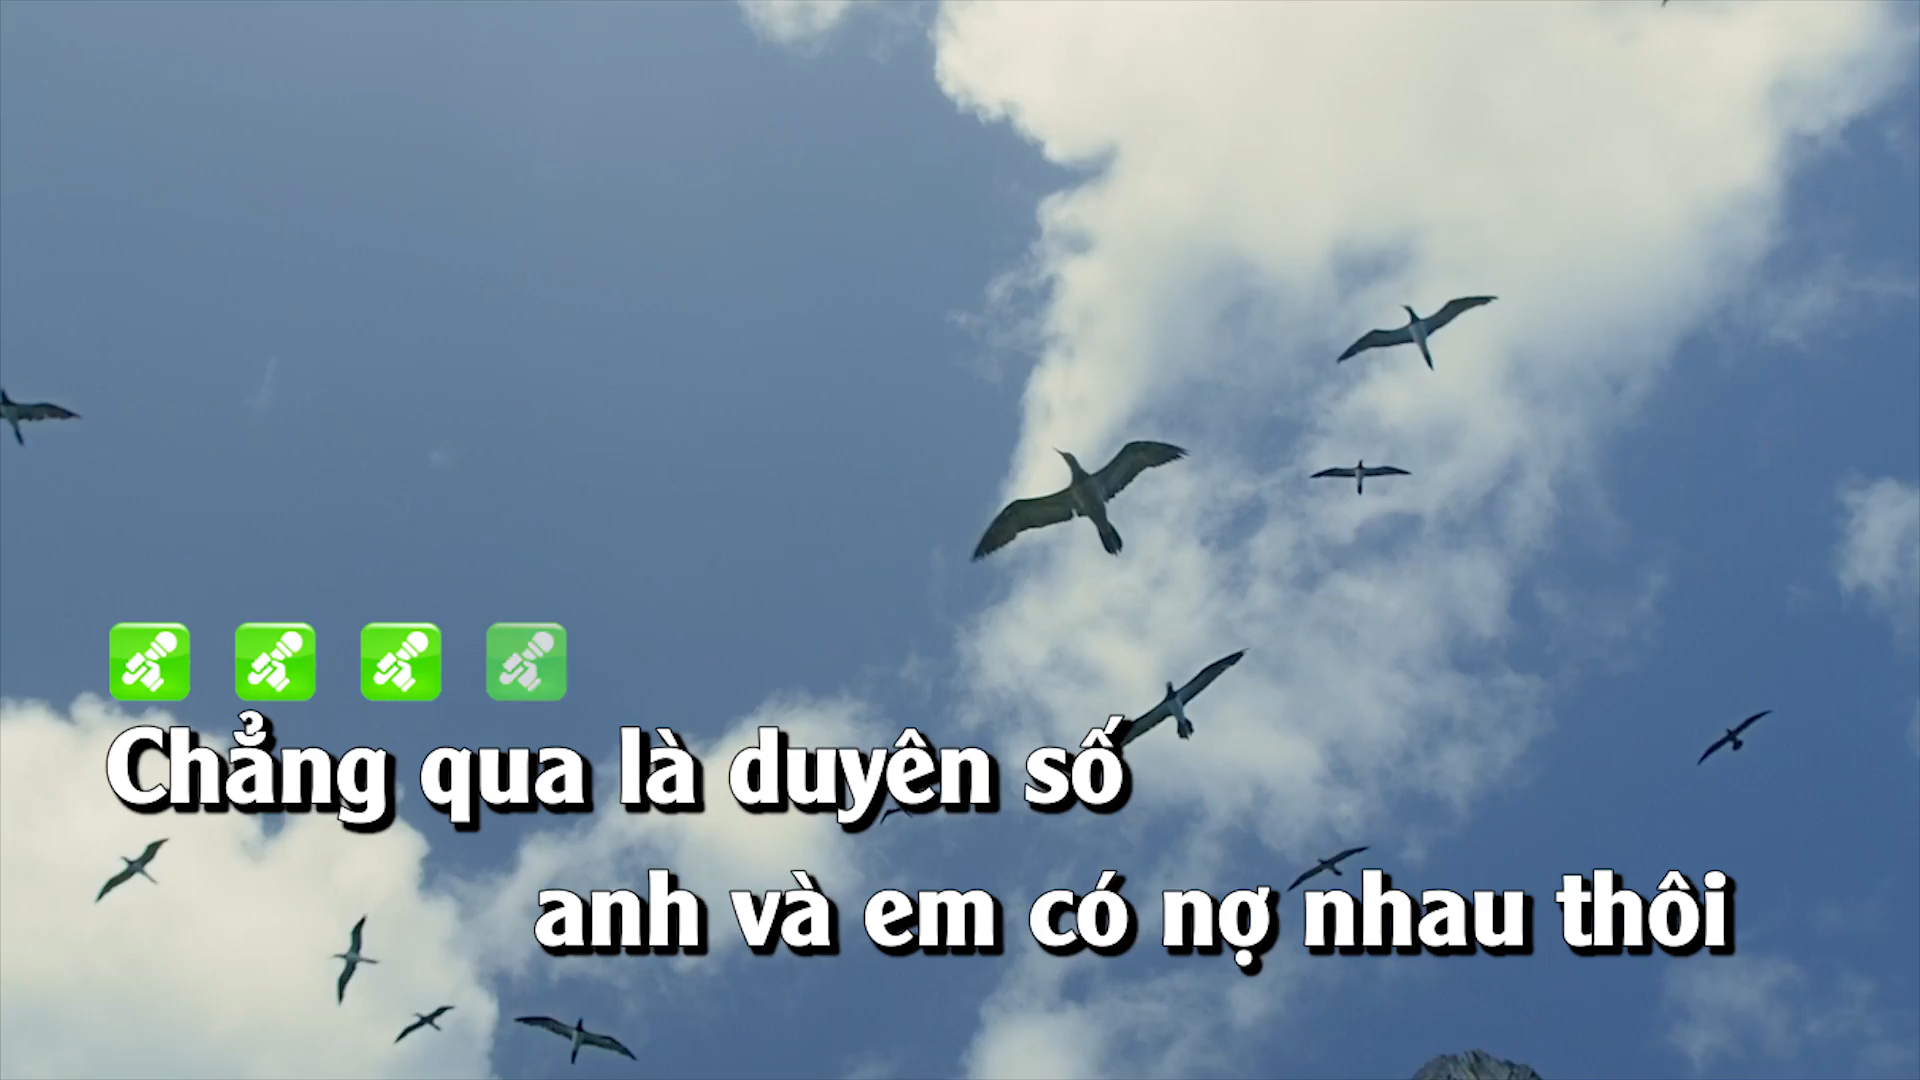 Chẳng qua là duyên số
anh và em có nợ nhau thôi